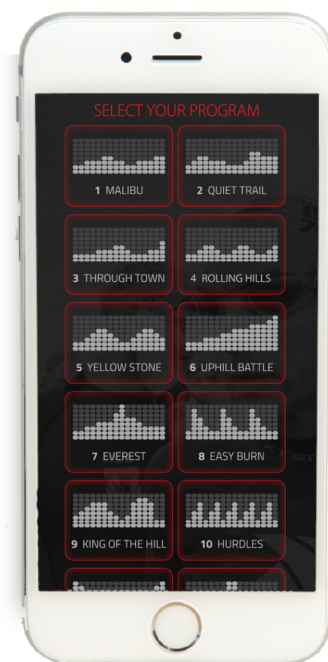 SELECT YOUR PROGRAM
1 MALIBU
2 QUIET TRAIL
3 THROUGH TOWN
4 ROLLING HILLS
5 YELLOW STONE
6 UPHILL BATTLE
7 EVEREST
8 EASY BURN
9 KING OF THE HILL
10 HURDLES